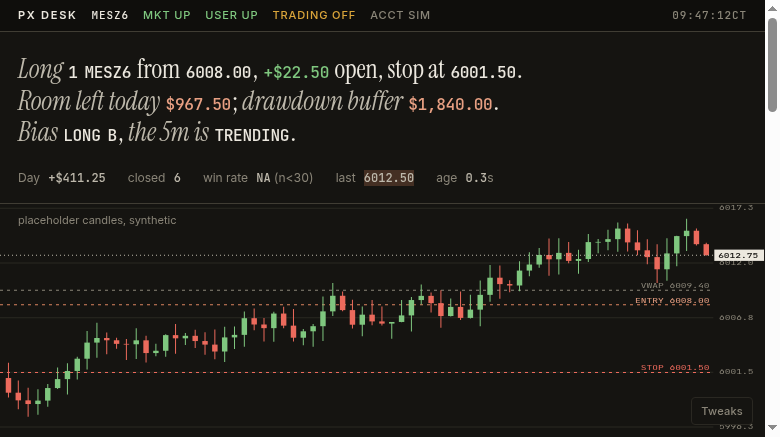 PX DESK MESZ6 MKT UP USER UP TRADING OFF ACCT SIM 09:47:12CT
Long 1 MESZ6 from 6008.00, +$22.50 open, stop at 6001.50.
Room left today $967.50; drawdown buffer $1,840.00.
Bias LONG B, the 5m is TRENDING.
Day +$411.25 closed 6 win rate NA (n<30) last 6012.50 age 0.3s
6017.3
placeholder candles, synthetic
6012.75
6012.0
VWAP 6009.40
ENTRY 6008.00
6006.8
STOP 6001.50
6001.5
Tweaks
5996.3